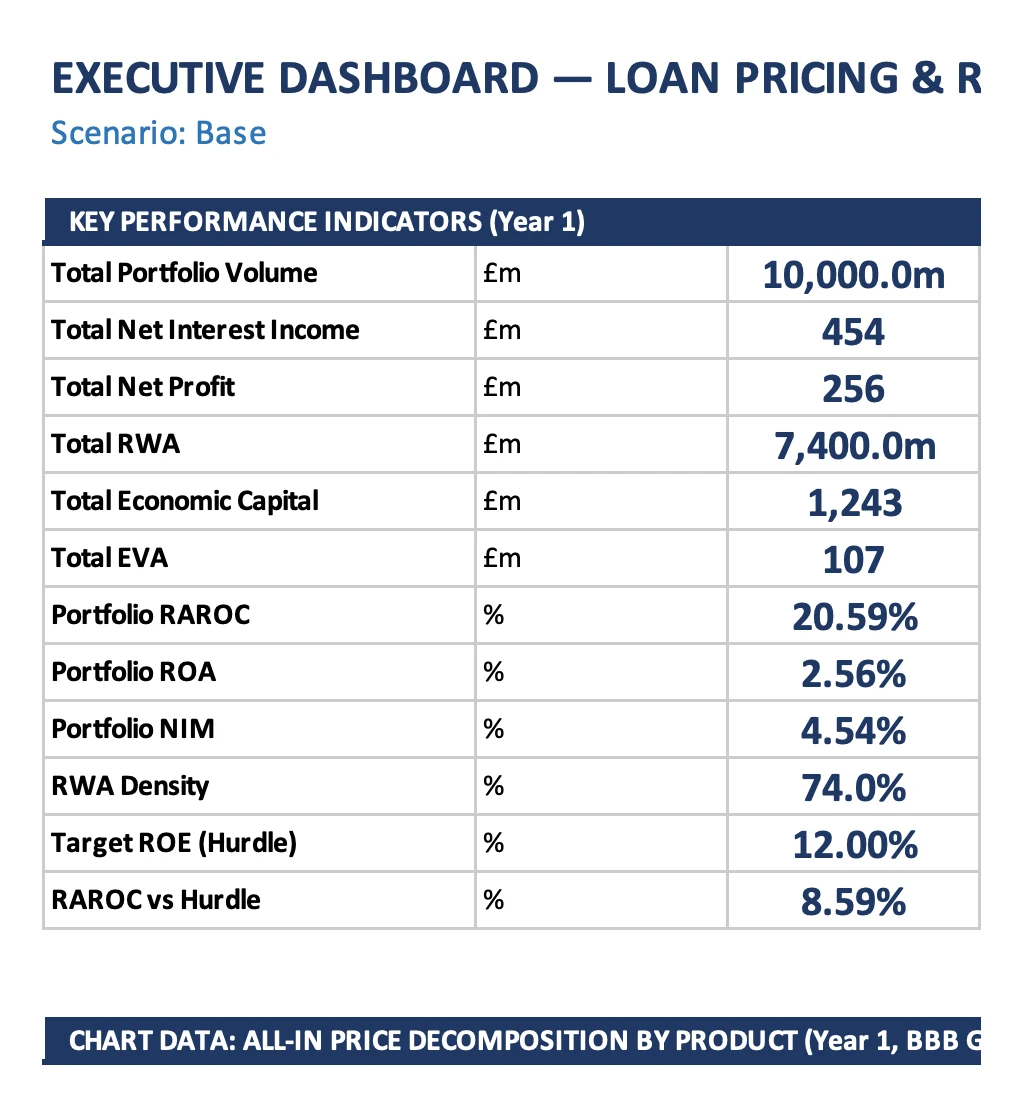 EXECUTIVE DASHBOARD — LOAN PRICING & R
Scenario: Base
KEY PERFORMANCE INDICATORS (Year 1)
Total Portfolio Volume £m 10,000.0m
Total Net Interest Income £m 454
Total Net Profit £m 256
Total RWA £m 7,400.0m
Total Economic Capital £m 1,243
Total EVA £m 107
Portfolio RAROC % 20.59%
Portfolio ROA % 2.56%
Portfolio NIM % 4.54%
RWA Density % 74.0%
Target ROE (Hurdle) % 12.00%
RAROC vs Hurdle % 8.59%
CHART DATA: ALL-IN PRICE DECOMPOSITION BY PRODUCT (Year 1, BBB G